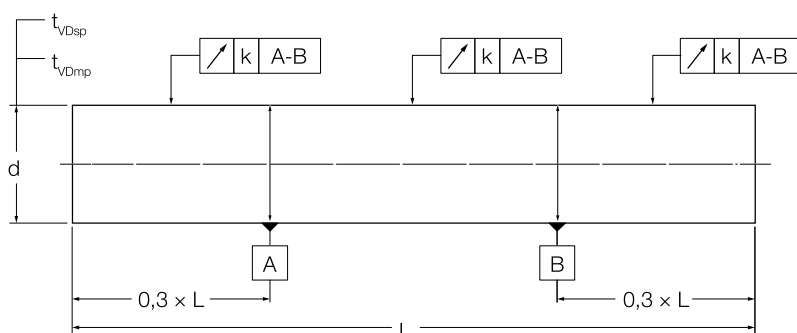 t_VDsp
t_VDmp
k A-B
k A-B
k A-B
d
A
B
0,3 × L
0,3 × L
L